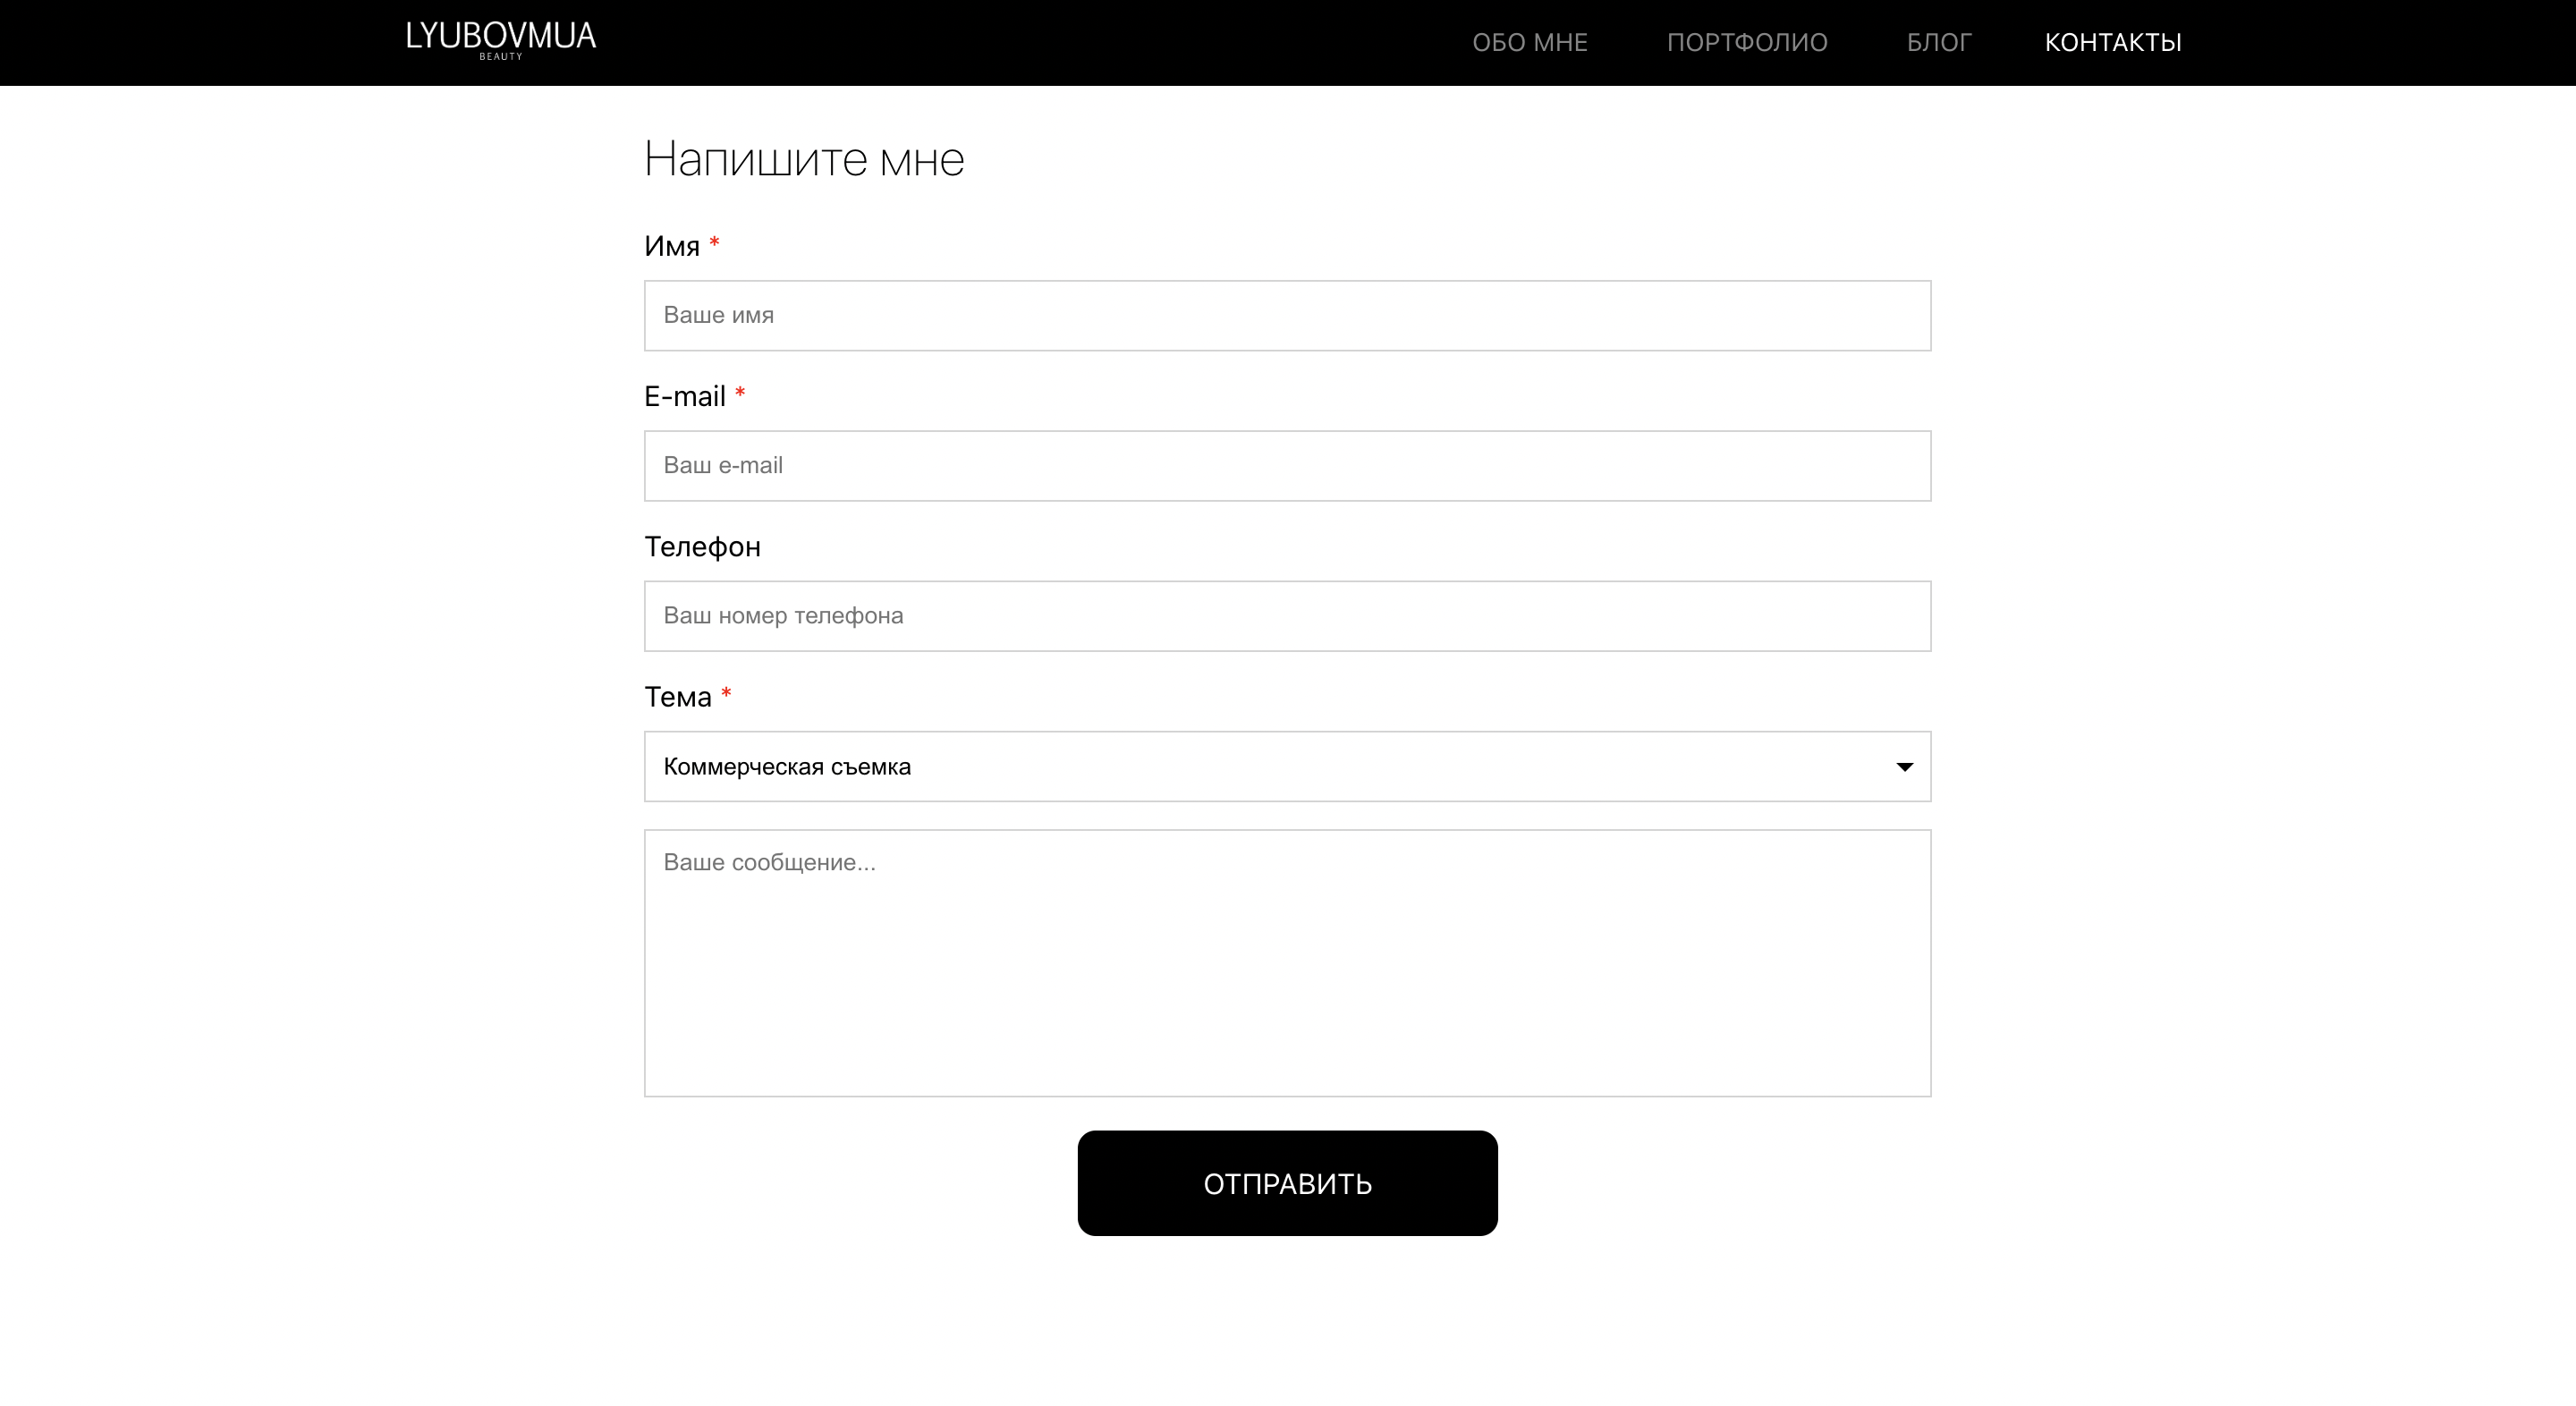 LYUBOVMUA
BEAUTY
ОБО МНЕ ПОРТФОЛИО БЛОГ КОНТАКТЫ
Напишите мне
Имя *
Ваше имя
E-mail *
Ваш e-mail
Телефон
Ваш номер телефона
Тема *
Коммерческая съемка
Ваше сообщение...
ОТПРАВИТЬ